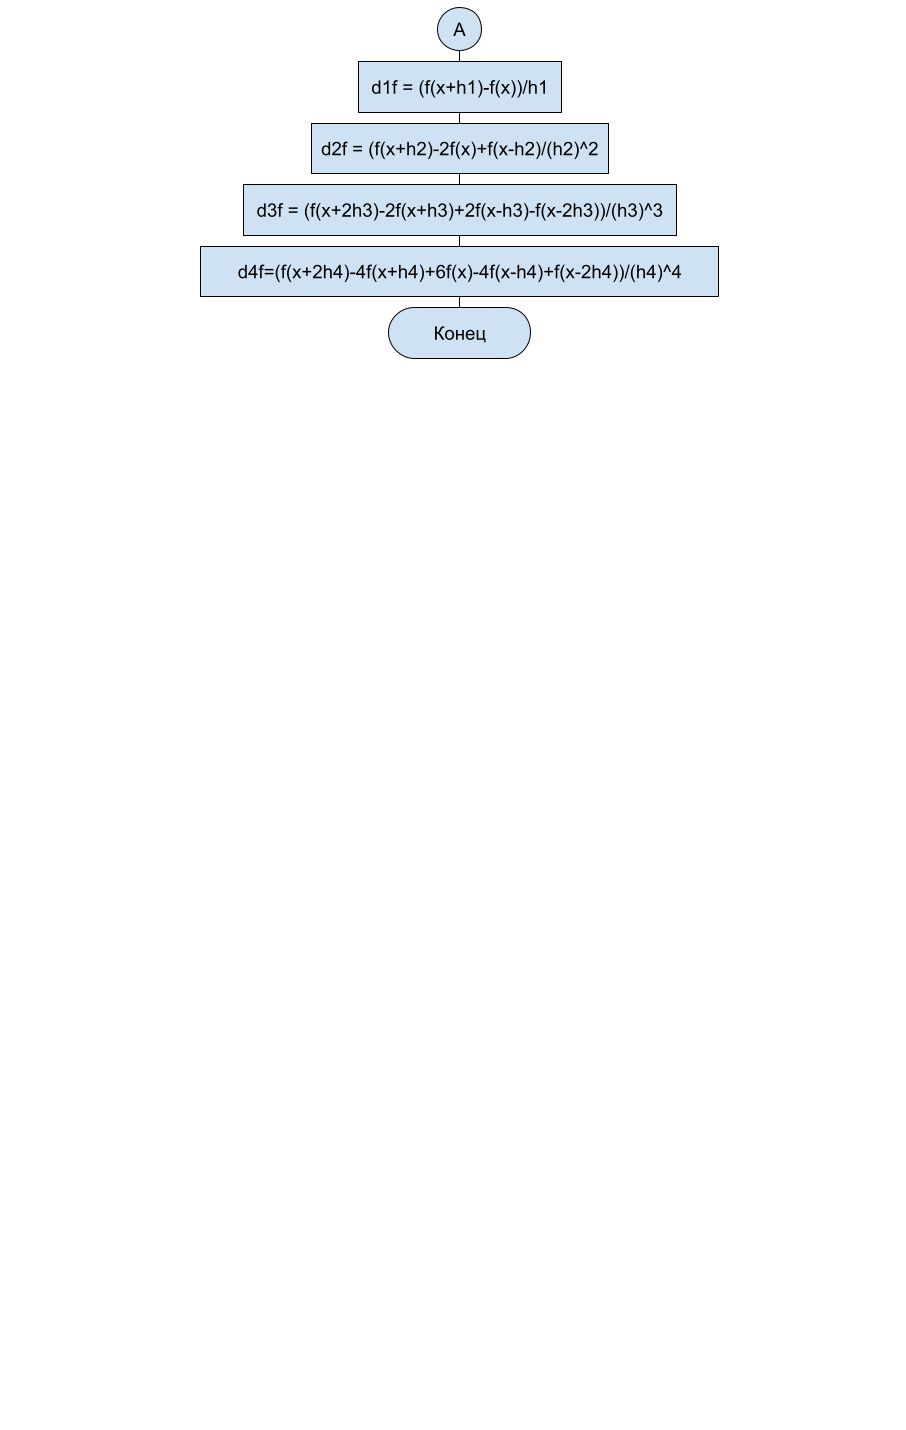 A
d1f = (f(x+h1)-f(x))/h1
d2f = (f(x+h2)-2f(x)+f(x-h2)/(h2)^2
d3f = (f(x+2h3)-2f(x+h3)+2f(x-h3)-f(x-2h3))/(h3)^3
d4f=(f(x+2h4)-4f(x+h4)+6f(x)-4f(x-h4)+f(x-2h4))/(h4)^4
Конец